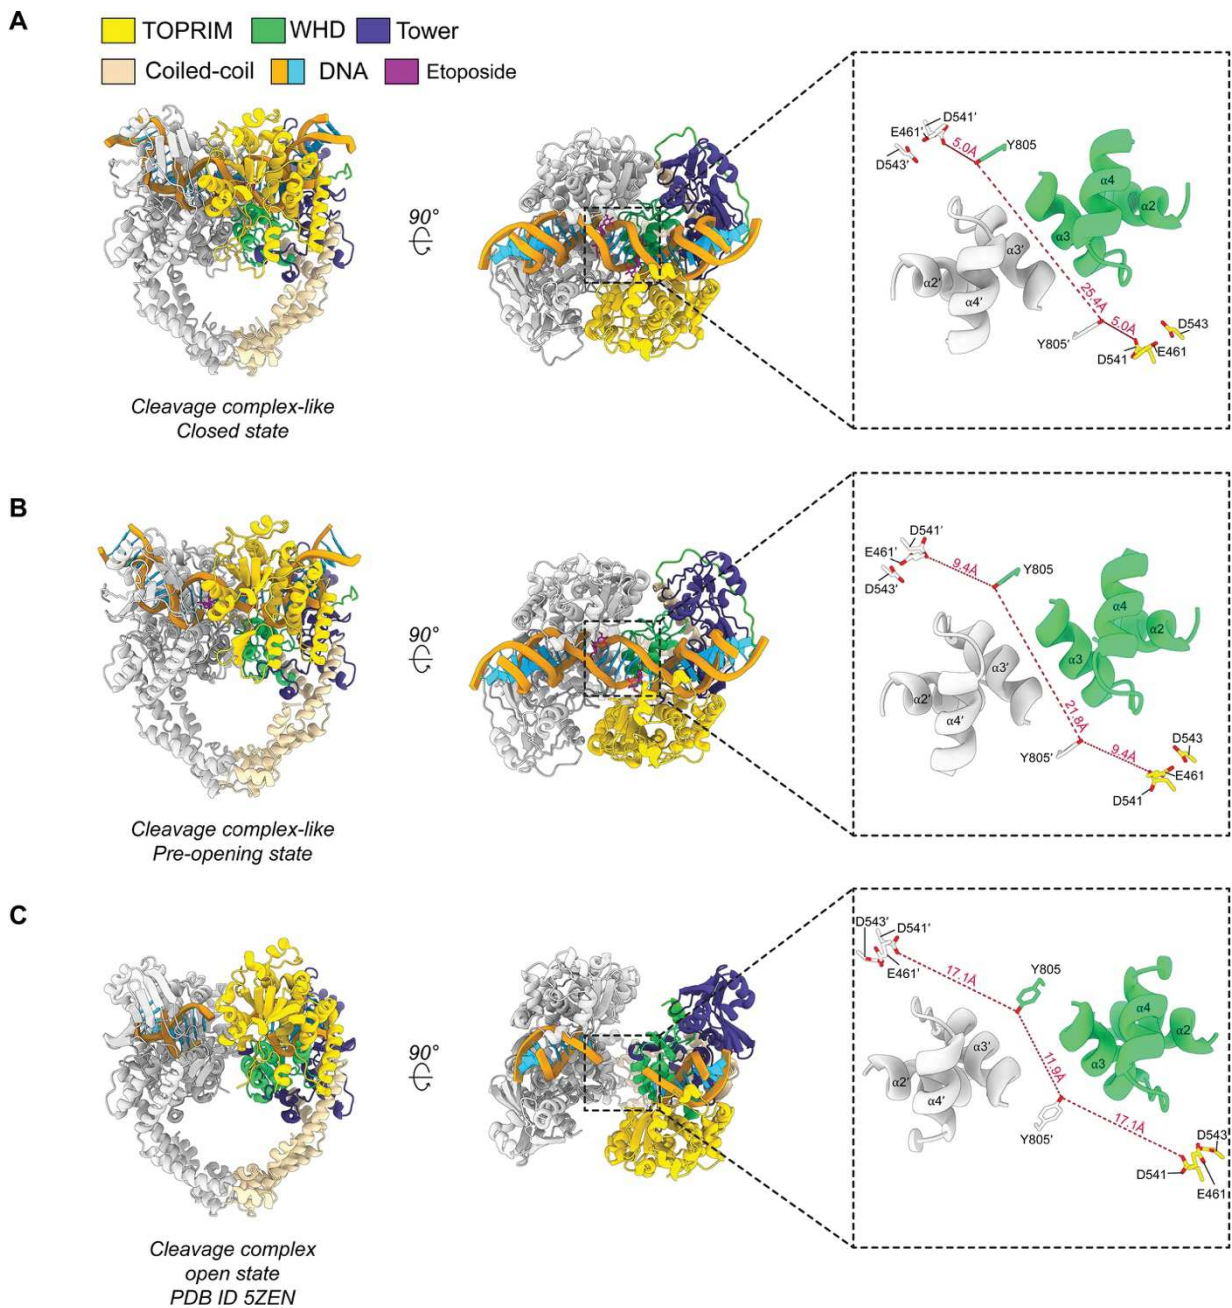 A
TOPRIM
WHD
Tower
Coiled-coil
DNA
Etoposide
90°
Cleavage complex-like
Closed state
D541'
E461'
D543'
5.0Å
Y805
α4
α2
α3
α3'
α2'
α4'
25.4Å
5.0Å
Y805'
D543
D541
E461
B
90°
Cleavage complex-like
Pre-opening state
D541'
E461'
D543'
9.4Å
Y805
α4
α2
α3'
α3
α2'
α4'
21.8Å
9.4Å
Y805'
D543
E461
D541
C
90°
Cleavage complex
open state
PDB ID 5ZEN
D543'
D541'
E461'
17.1Å
Y805
α4
α2
α3'
α3
α2'
α4'
11.9Å
Y805'
17.1Å
D543
D541
E461